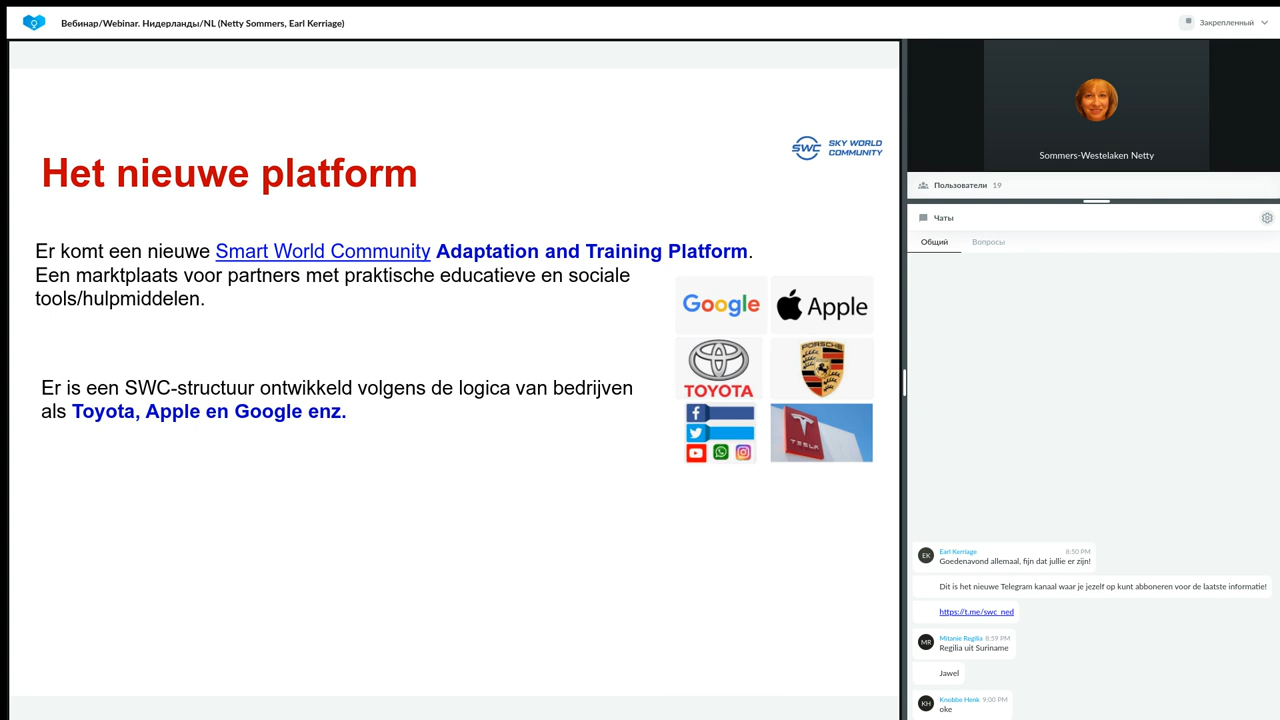 Вебинар/Webinar. Нидерланды/NL (Netty Sommers, Earl Kerriage)
Закрепленный
SWC SKY WORLD
COMMUNITY
Het nieuwe platform
Er komt een nieuwe Smart World Community Adaptation and Training Platform.
Een marktplaats voor partners met praktische educatieve en sociale
tools/hulpmiddelen.
Er is een SWC-structuur ontwikkeld volgens de logica van bedrijven
als Toyota, Apple en Google enz.
Google
Apple
TOYOTA
PORSCHE
TESLA
Sommers-Westelaken Netty
Пользователи 19
Чаты
Общий
Вопросы
EK
Earl Kerriage 8:50 PM
Goedenavond allemaal, fijn dat jullie er zijn!
Dit is het nieuwe Telegram kanaal waar je jezelf op kunt abboneren voor de laatste informatie!
https://t.me/swc_ned
MR
Mitanie Regilia 8:59 PM
Regilia uit Suriname
Jawel
KH
Knobbe Henk 9:00 PM
oke